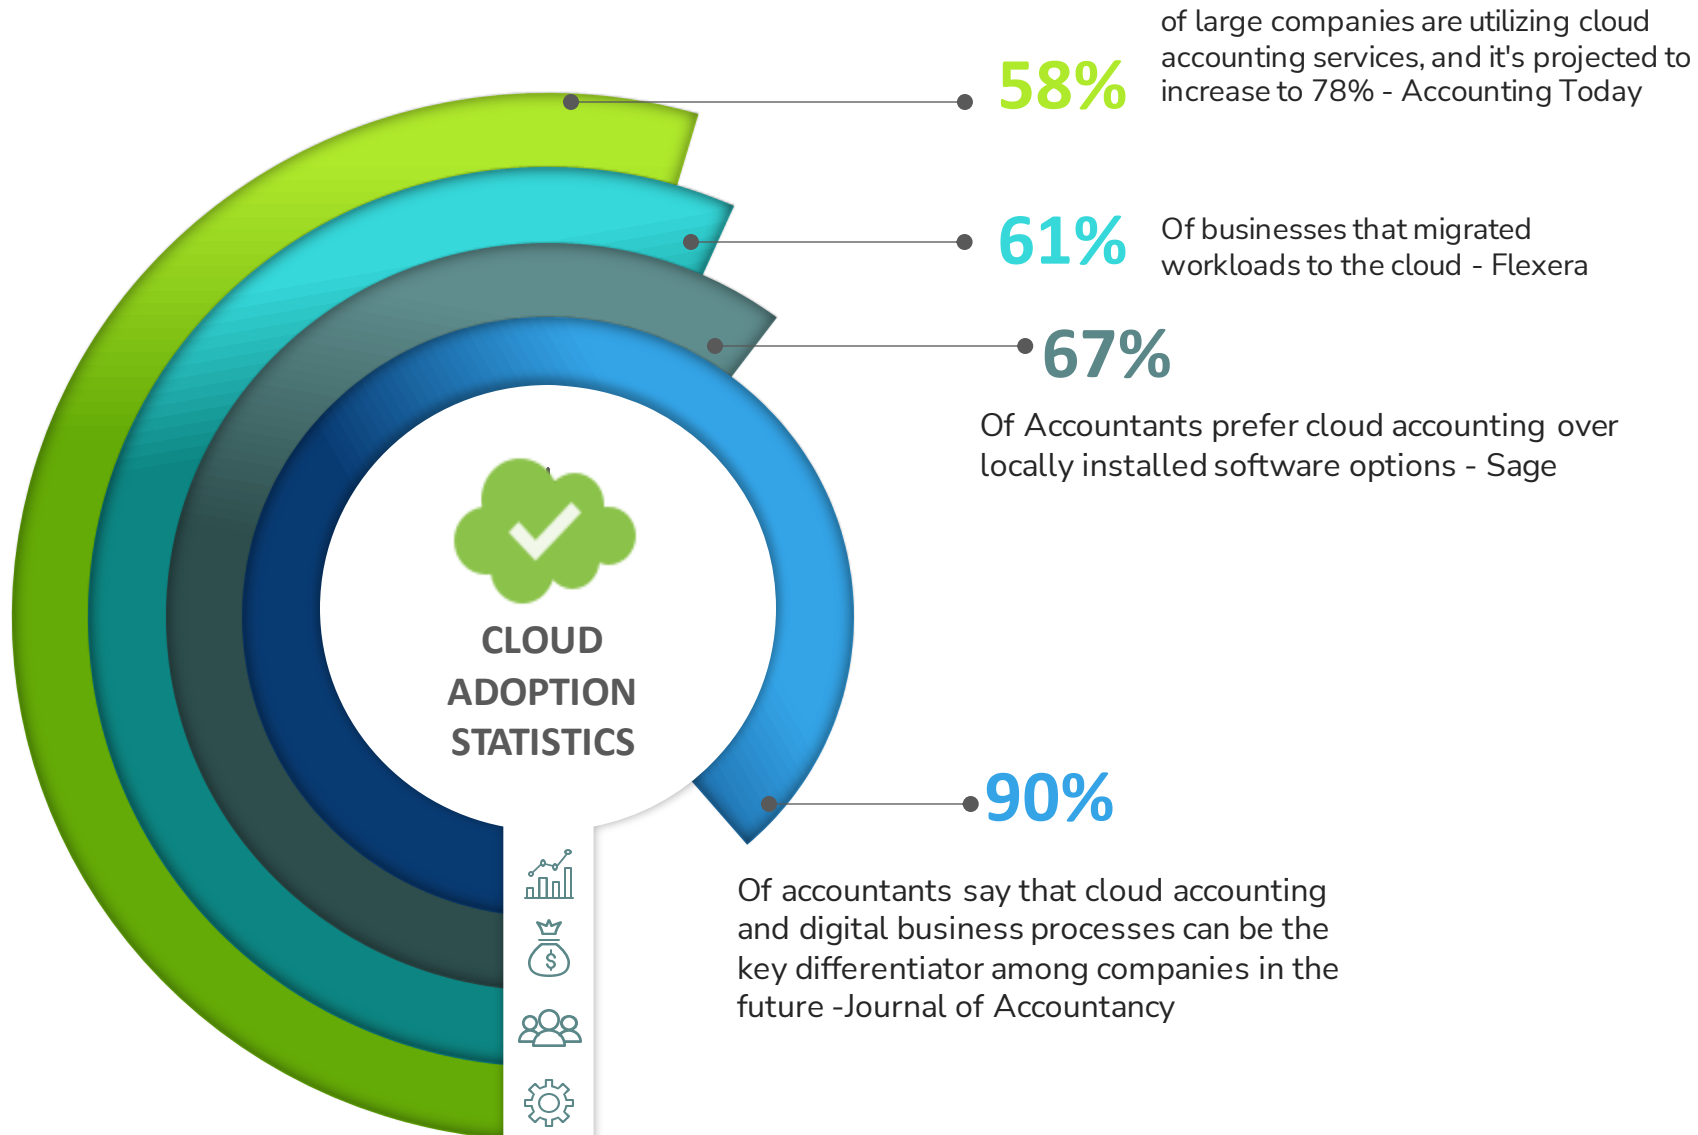 of large companies are utilizing cloud
accounting services, and it's projected to
increase to 78% - Accounting Today
58%
61%
Of businesses that migrated
workloads to the cloud - Flexera
67%
Of Accountants prefer cloud accounting over
locally installed software options - Sage
CLOUD
ADOPTION
STATISTICS
90%
Of accountants say that cloud accounting
and digital business processes can be the
key differentiator among companies in the
future -Journal of Accountancy
$